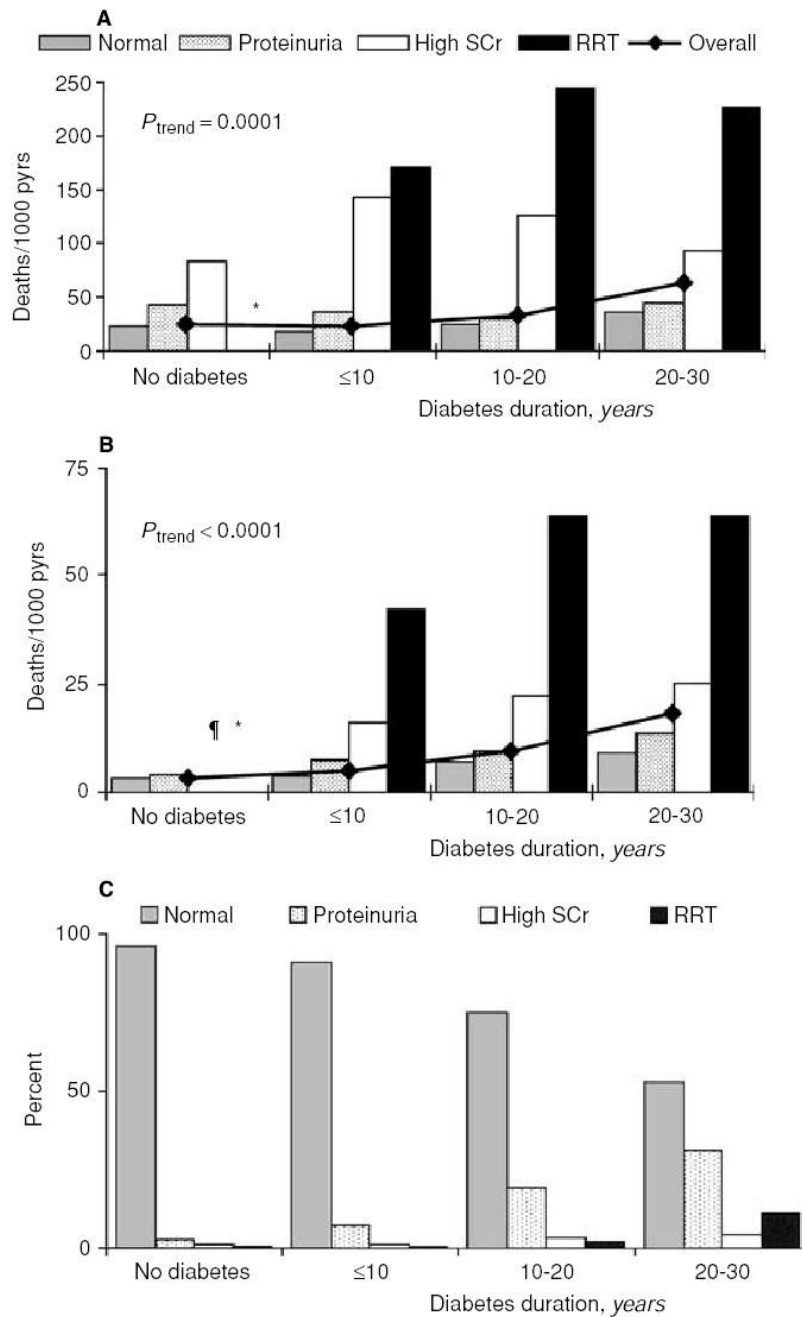 A
Normal Proteinuria High SCr RRT Overall
250
200
150
100
50
0
Deaths/1000 pyrs
Ptrend = 0.0001
*
No diabetes ≤10 10-20 20-30
Diabetes duration, years
B
75
50
25
0
Deaths/1000 pyrs
Ptrend < 0.0001
¶ *
No diabetes ≤10 10-20 20-30
Diabetes duration, years
C
Normal Proteinuria High SCr RRT
100
50
0
Percent
No diabetes ≤10 10-20 20-30
Diabetes duration, years